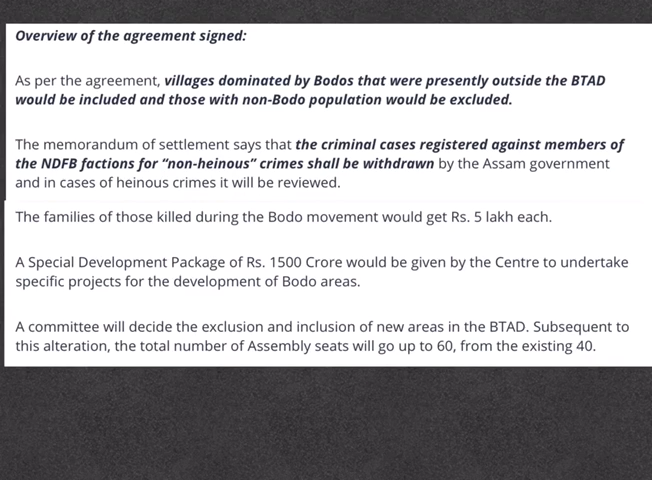 Overview of the agreement signed:
As per the agreement, villages dominated by Bodos that were presently outside the BTAD
would be included and those with non-Bodo population would be excluded.
The memorandum of settlement says that the criminal cases registered against members of
the NDFB factions for “non-heinous” crimes shall be withdrawn by the Assam government
and in cases of heinous crimes it will be reviewed.
The families of those killed during the Bodo movement would get Rs. 5 lakh each.
A Special Development Package of Rs. 1500 Crore would be given by the Centre to undertake
specific projects for the development of Bodo areas.
A committee will decide the exclusion and inclusion of new areas in the BTAD. Subsequent to
this alteration, the total number of Assembly seats will go up to 60, from the existing 40.